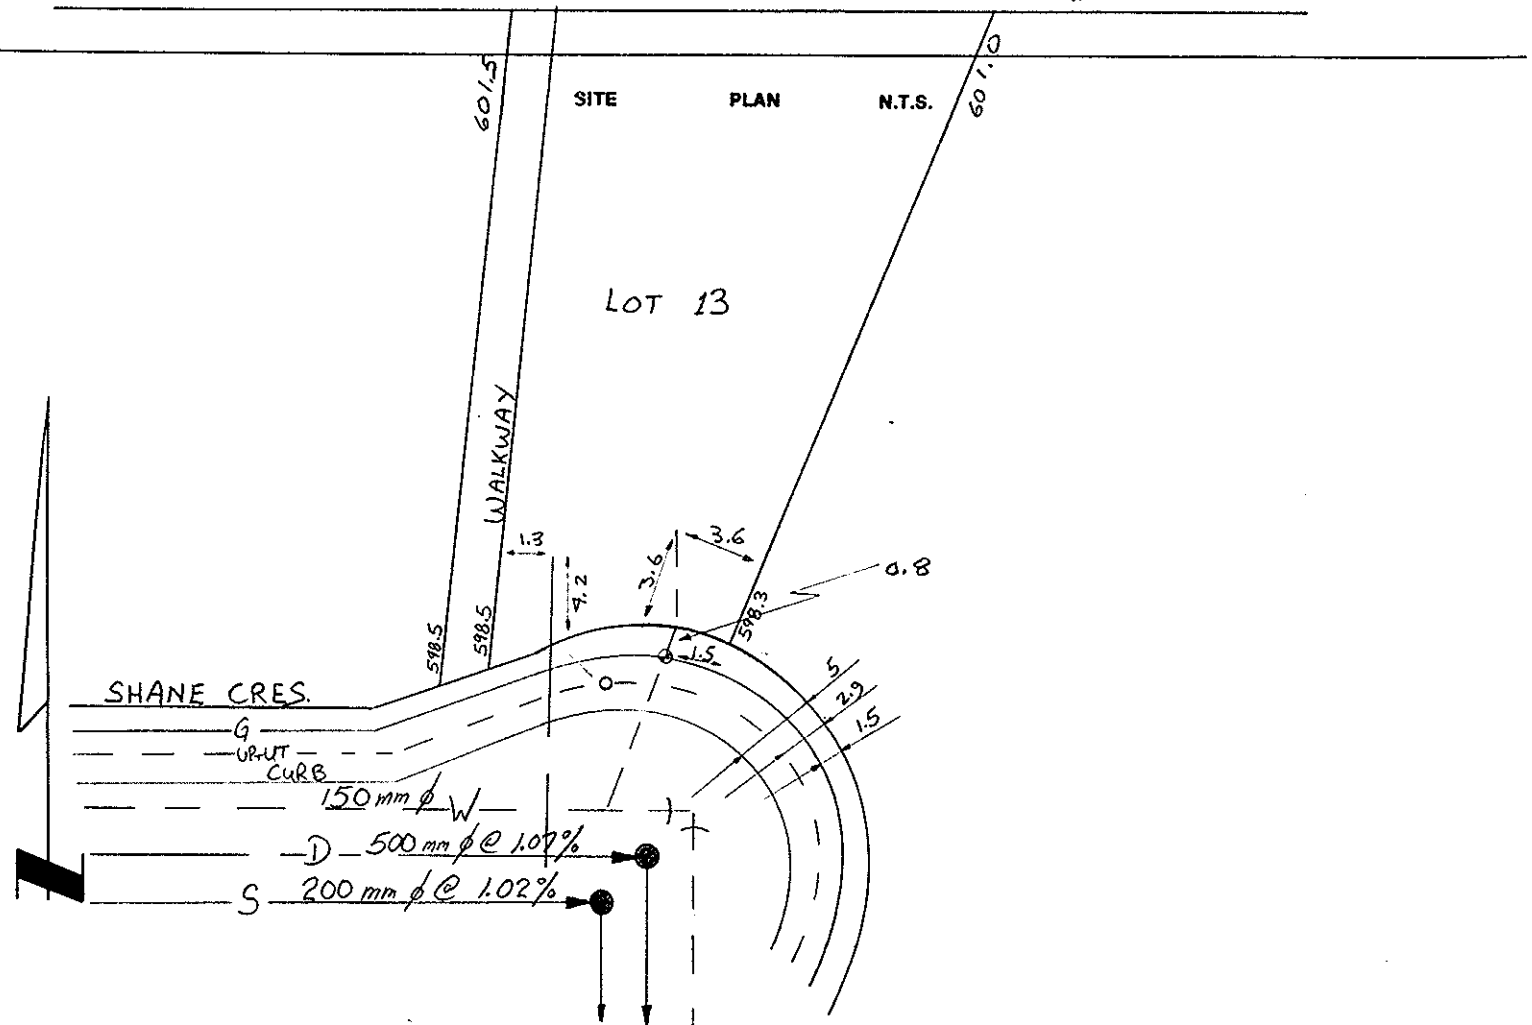 601.5
601.0
SITE PLAN N.T.S.
LOT 13
WALKWAY
1.3
4.2
3.6
3.6
0.8
598.5
598.5
598.3
1.5
5
2.9
1.5
SHANE CRES.
G
CURB
150 mm ϕ W
D 500 mm ϕ @ 1.07%
S 200 mm ϕ @ 1.02%